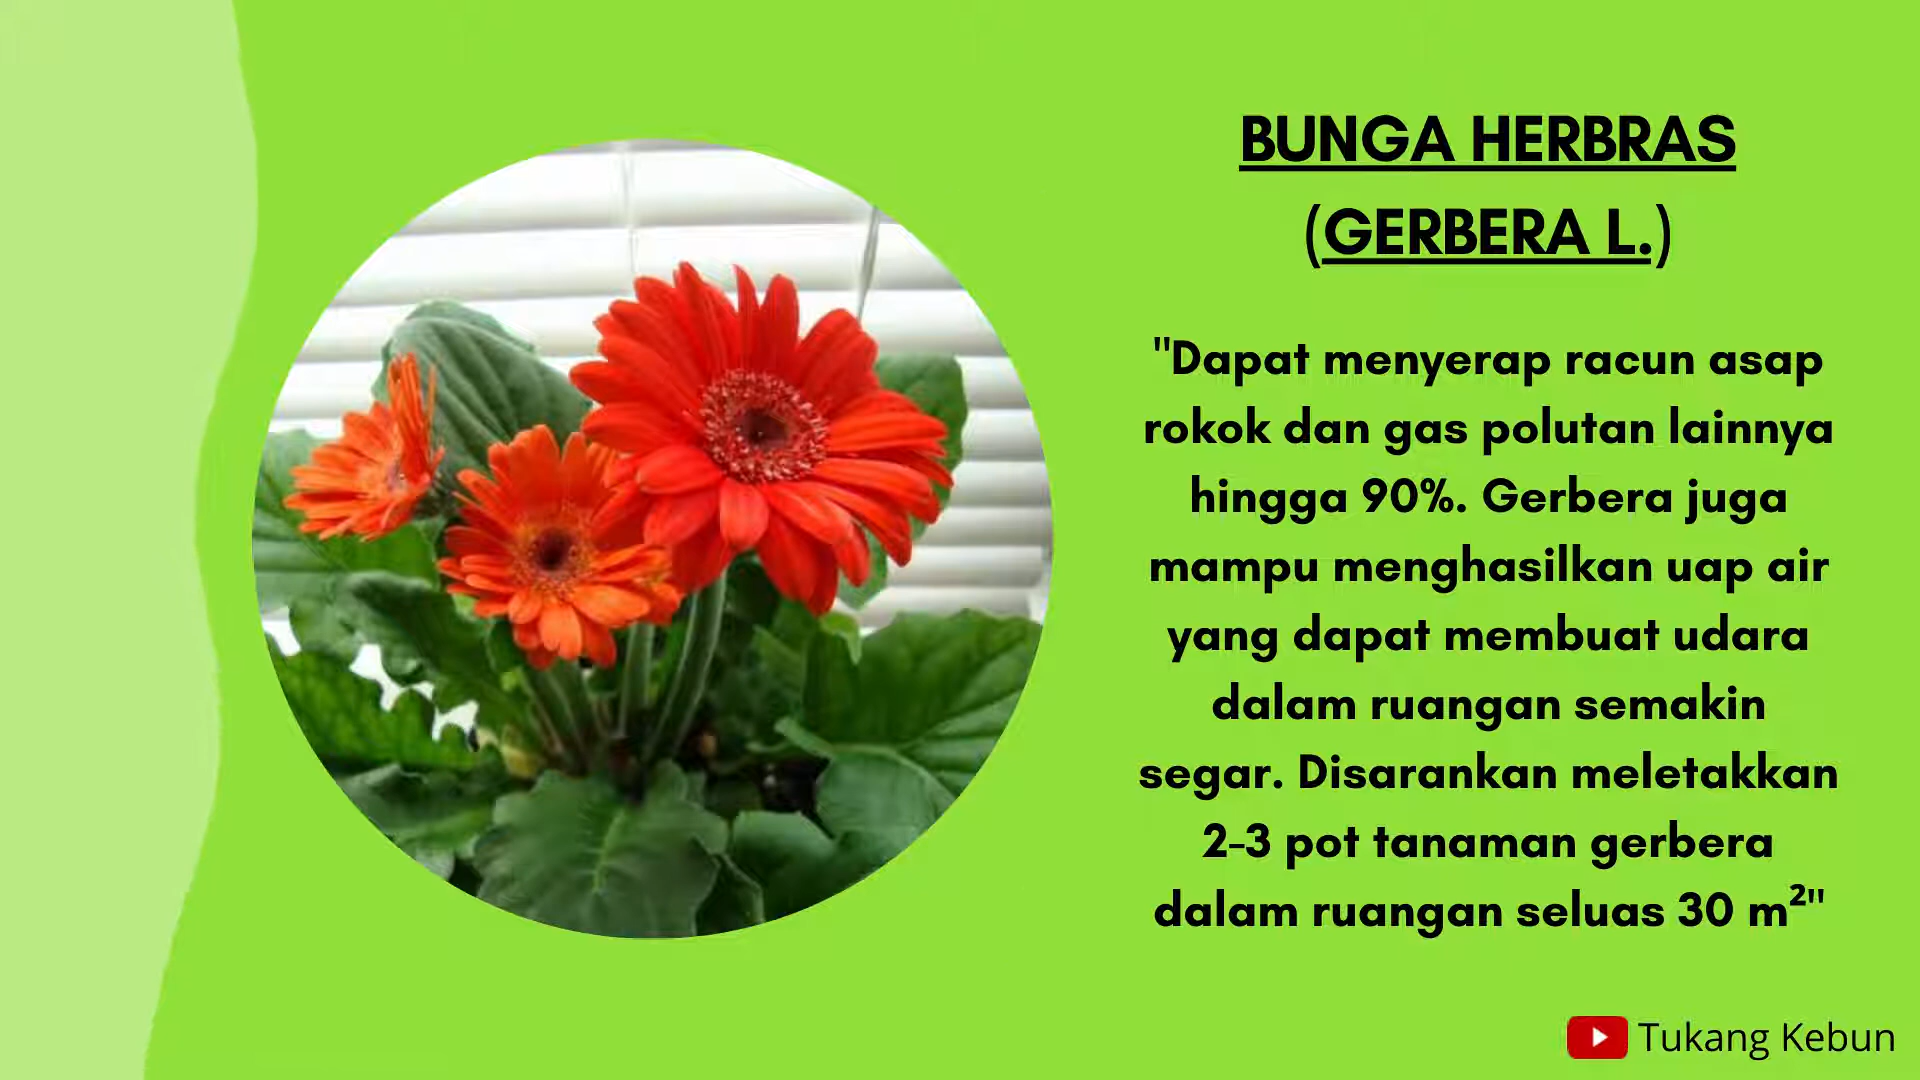 BUNGA HERBRAS
(GERBERA L.)
"Dapat menyerap racun asap
rokok dan gas polutan lainnya
hingga 90%. Gerbera juga
mampu menghasilkan uap air
yang dapat membuat udara
dalam ruangan semakin
segar. Disarankan meletakkan
2-3 pot tanaman gerbera
dalam ruangan seluas 30 m²"
Tukang Kebun